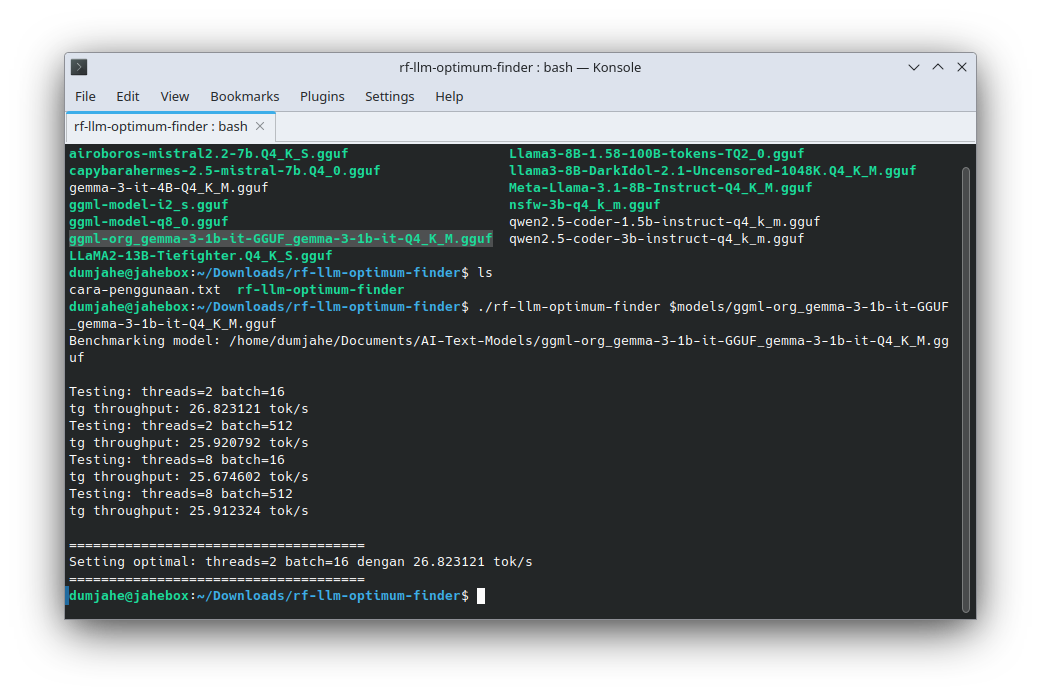 rf-llm-optimum-finder : bash — Konsole
File Edit View Bookmarks Plugins Settings Help
rf-llm-optimum-finder : bash
airoboros-mistral2.2-7b.Q4_K_S.gguf Llama3-8B-1.58-100B-tokens-TQ2_0.gguf
capybarahermes-2.5-mistral-7b.Q4_0.gguf llama3-8B-DarkIdol-2.1-Uncensored-1048K.Q4_K_M.gguf
gemma-3-it-4B-Q4_K_M.gguf Meta-Llama-3.1-8B-Instruct-Q4_K_M.gguf
ggml-model-i2_s.gguf nsfw-3b-q4_k_m.gguf
ggml-model-q8_0.gguf qwen2.5-coder-1.5b-instruct-q4_k_m.gguf
ggml-org_gemma-3-1b-it-GGUF_gemma-3-1b-it-Q4_K_M.gguf qwen2.5-coder-3b-instruct-q4_k_m.gguf
LLaMA2-13B-Tiefighter.Q4_K_S.gguf
dumjahe@jahebox:~/Downloads/rf-llm-optimum-finder$ ls
cara-penggunaan.txt rf-llm-optimum-finder
dumjahe@jahebox:~/Downloads/rf-llm-optimum-finder$ ./rf-llm-optimum-finder $models/ggml-org_gemma-3-1b-it-GGUF
_gemma-3-1b-it-Q4_K_M.gguf
Benchmarking model: /home/dumjahe/Documents/AI-Text-Models/ggml-org_gemma-3-1b-it-GGUF_gemma-3-1b-it-Q4_K_M.gg
uf
Testing: threads=2 batch=16
tg throughput: 26.823121 tok/s
Testing: threads=2 batch=512
tg throughput: 25.920792 tok/s
Testing: threads=8 batch=16
tg throughput: 25.674602 tok/s
Testing: threads=8 batch=512
tg throughput: 25.912324 tok/s
=====================================
Setting optimal: threads=2 batch=16 dengan 26.823121 tok/s
=====================================
dumjahe@jahebox:~/Downloads/rf-llm-optimum-finder$